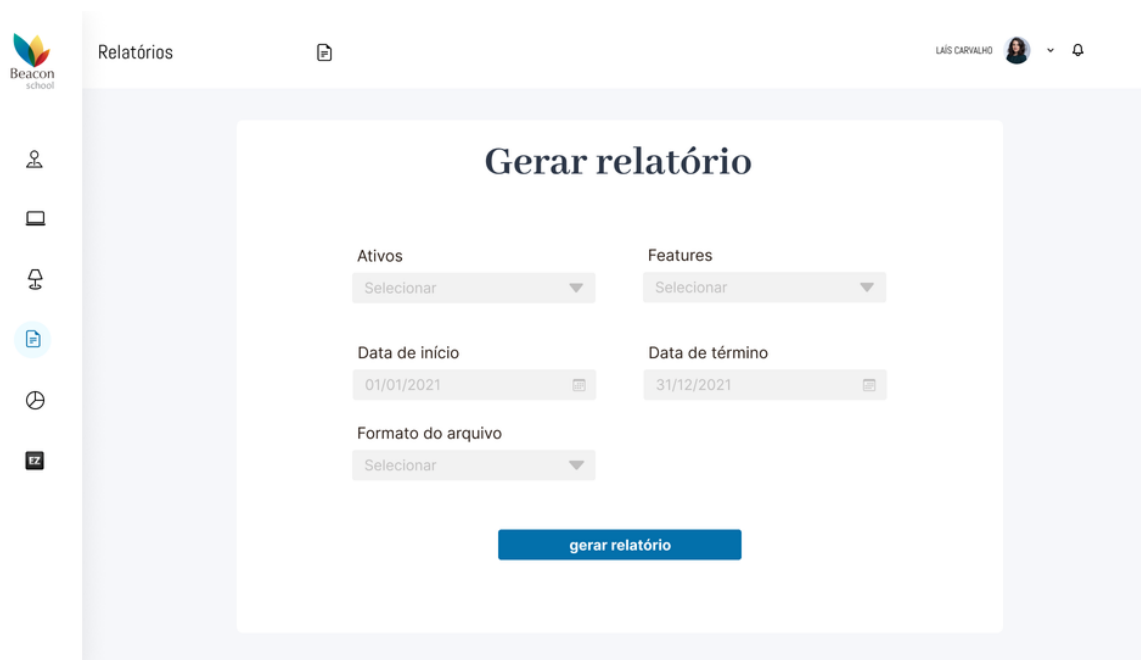 Beacon
school
Relatórios
LAÍS CARVALHO
Gerar relatório
Ativos
Features
Selecionar
Selecionar
Data de início
Data de término
01/01/2021
31/12/2021
Formato do arquivo
Selecionar
gerar relatório
EZ